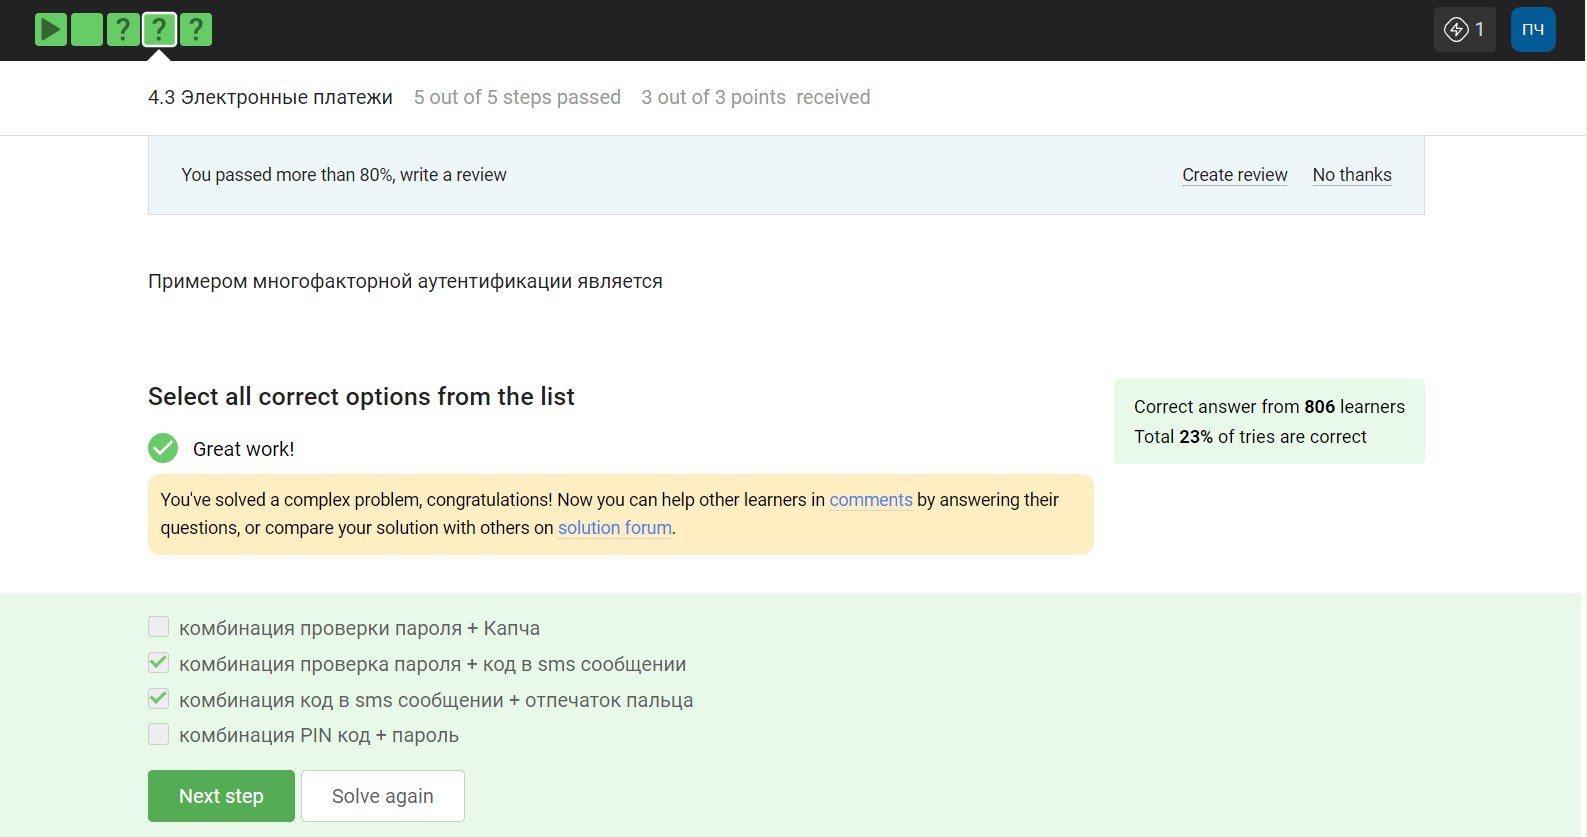 ? ? ?
1
ПЧ
4.3 Электронные платежи 5 out of 5 steps passed 3 out of 3 points received
You passed more than 80%, write a review Create review No thanks
Примером многофакторной аутентификации является
Select all correct options from the list
Correct answer from 806 learners
Total 23% of tries are correct
Great work!
You've solved a complex problem, congratulations! Now you can help other learners in comments by answering their
questions, or compare your solution with others on solution forum.
комбинация проверки пароля + Капча
комбинация проверка пароля + код в sms сообщении
комбинация код в sms сообщении + отпечаток пальца
комбинация PIN код + пароль
Next step Solve again